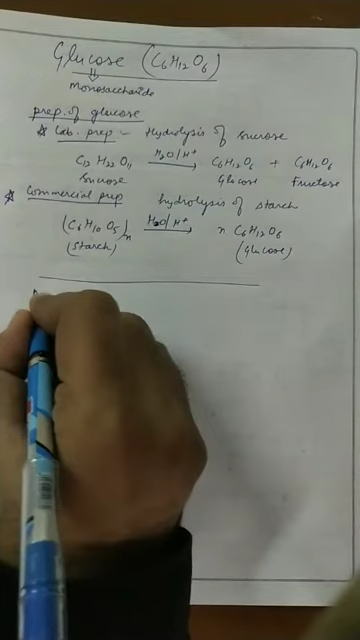 Glucose (C6H12O6)
Monosaccharide
prep. of glucose
Lab. prep - Hydrolysis of sucrose
C12 H22 O11 H2O/H+ C6H12O6 + C6H12O6
Sucrose Glucose Fructose
Commercial prep hydrolysis of starch
(C6H10O5)n H2O/H+ n C6H12O6
(Starch) (Glucose)